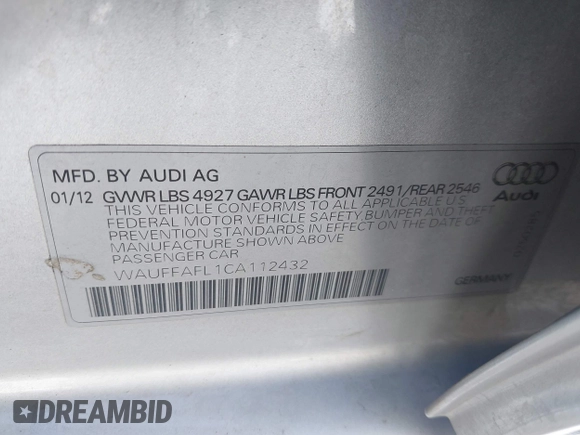 MFD. BY AUDI AG
01/12 GVWR LBS 4927 GAWR LBS FRONT 2491/REAR 2546
THIS VEHICLE CONFORMS TO ALL APPLICABLE U.S.
FEDERAL MOTOR VEHICLE SAFETY, BUMPER AND THEFT
PREVENTION STANDARDS IN EFFECT ON THE DATE OF
MANUFACTURE SHOWN ABOVE
PASSENGER CAR
WAUFFAFL1CA112432
Audi
GERMANY
DREAMBID